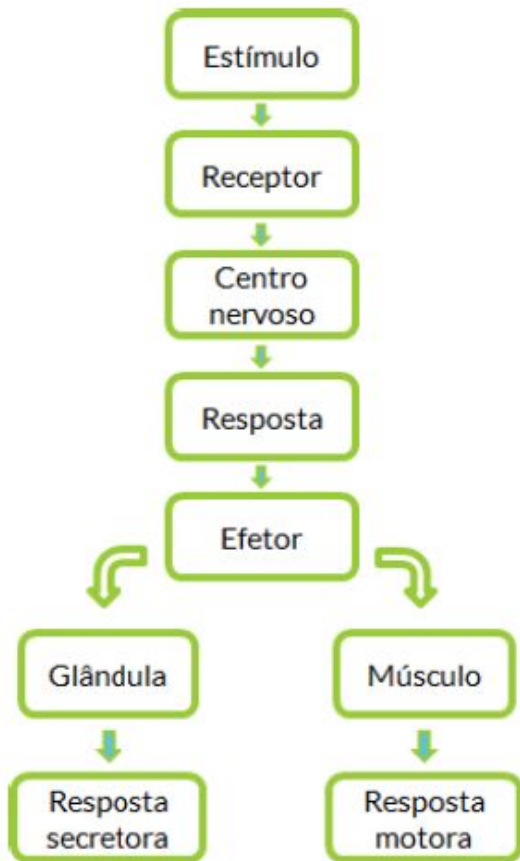 Estímulo
Receptor
Centro
nervoso
Resposta
Efetor
Glândula
Músculo
Resposta
secretora
Resposta
motora